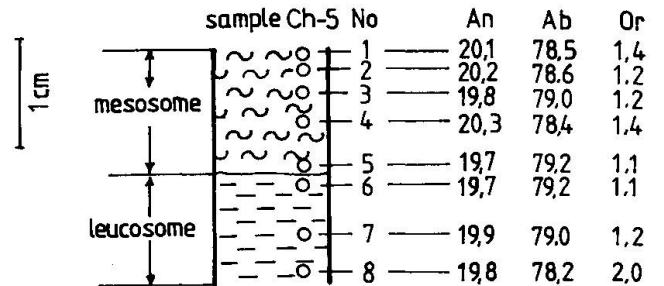 sample Ch-5 No An Ab Or
1 20,1 78,5 1,4
2 20,2 78.6 1,2
3 19,8 79,0 1,2
4 20,3 78,4 1,4
5 19,7 79,2 1,1
6 19,7 79,2 1,1
7 19,9 79.0 1,2
8 19,8 78,2 2,0
1cm
mesosome
leucosome